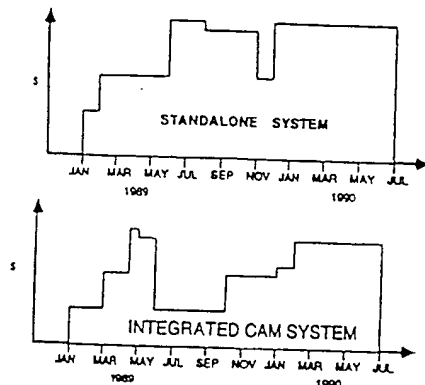 $
STANDALONE SYSTEM
JAN MAR MAY JUL SEP NOV JAN MAR MAY JUL
1989 1990
$
INTEGRATED CAM SYSTEM
JAN MAR MAY JUL SEP NOV JAN MAR MAY JUL
1989 1990